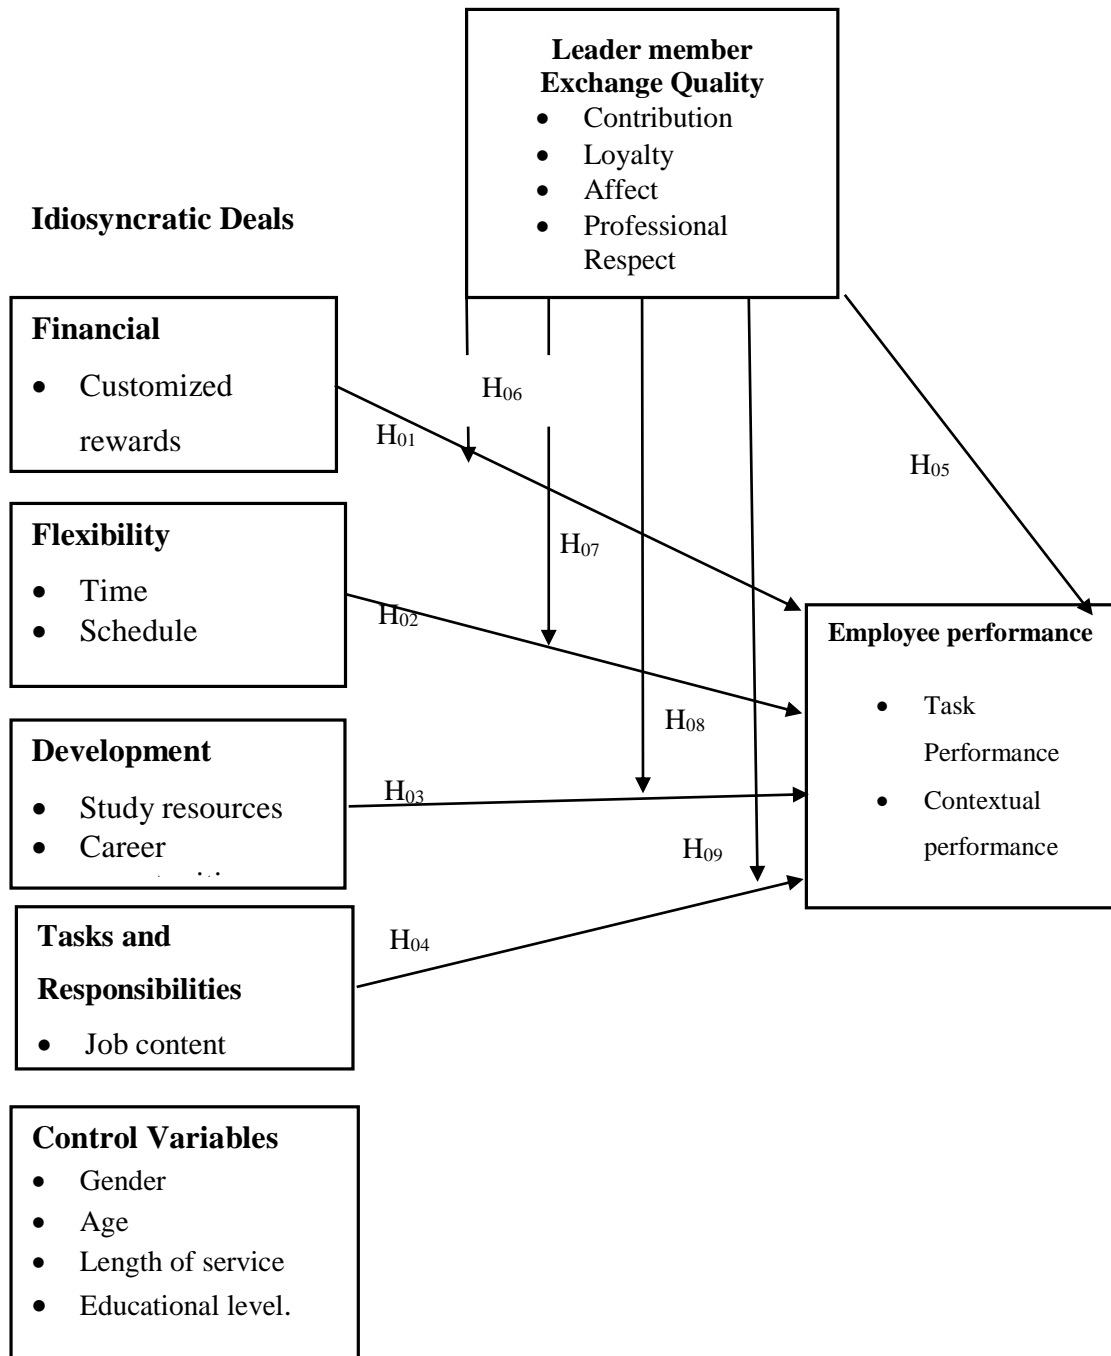 Leader member
Exchange Quality
• Contribution
• Loyalty
• Affect
• Professional
Respect
Idiosyncratic Deals
Financial
• Customized
rewards
H06
H01
H05
Flexibility
• Time
• Schedule
H07
H02
Employee performance
• Task
Performance
• Contextual
performance
Development
• Study resources
• Career
H08
H03
H09
Tasks and
Responsibilities
• Job content
H04
Control Variables
• Gender
• Age
• Length of service
• Educational level.